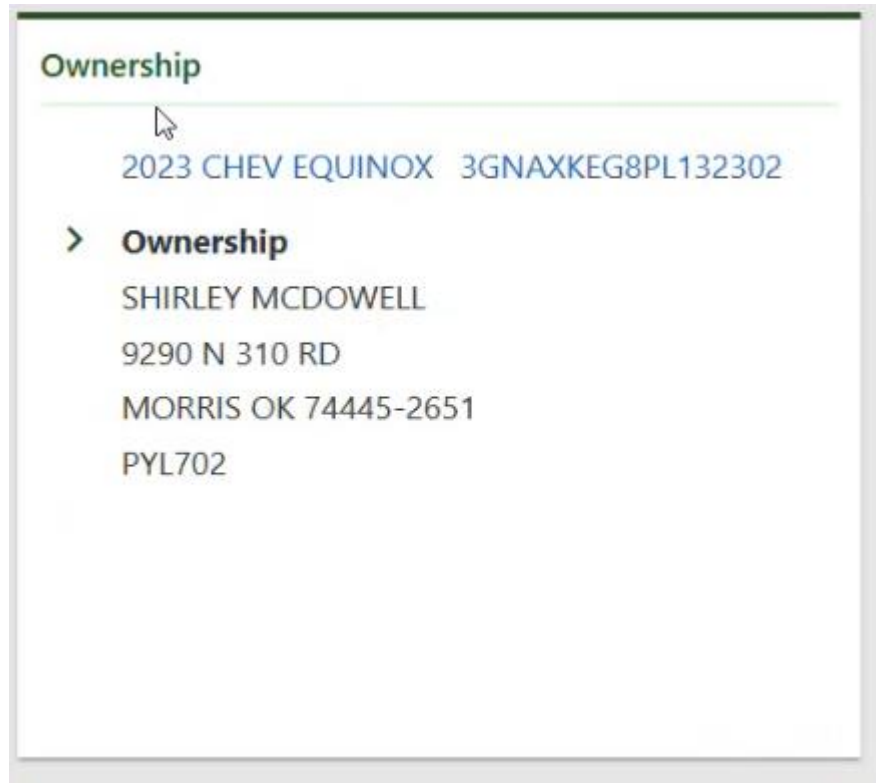 Ownership
2023 CHEV EQUINOX 3GNAXKEG8PL132302
Ownership
SHIRLEY MCDOWELL
9290 N 310 RD
MORRIS OK 74445-2651
PYL702